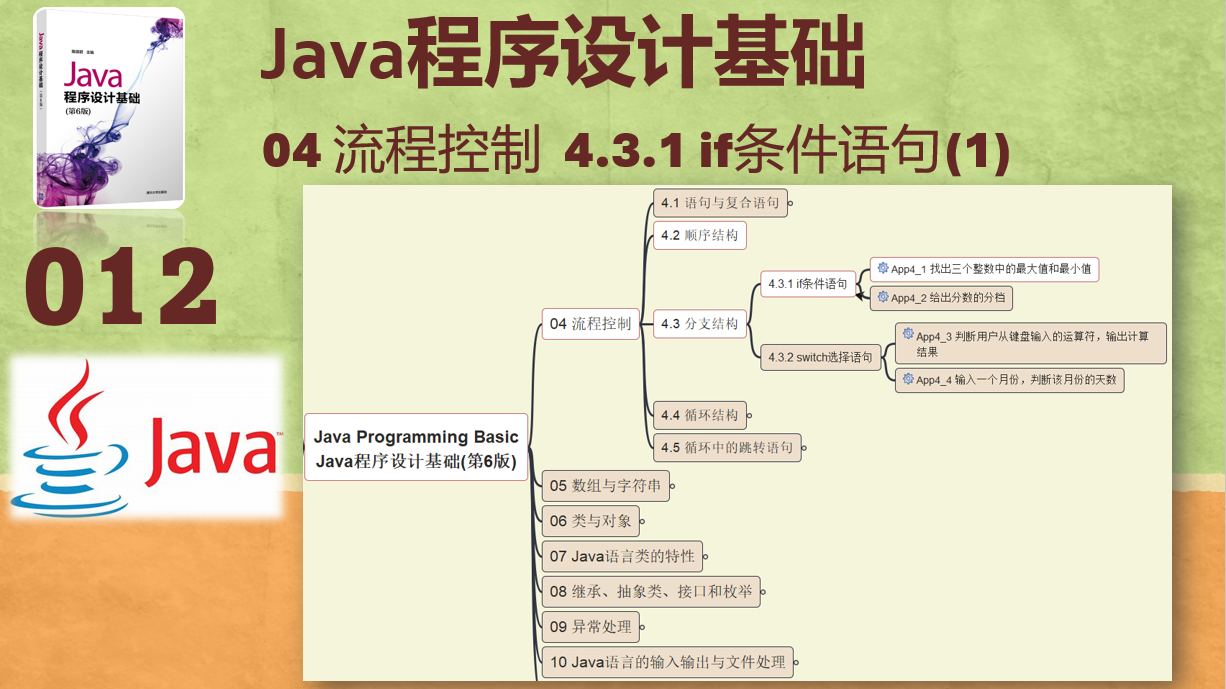 Java程序设计基础
04 流程控制 4.3.1 if条件语句(1)
012
Java
程序设计基础
(第6版)
Java
™
Java Programming Basic
Java程序设计基础(第6版)
04 流程控制
4.1 语句与复合语句
4.2 顺序结构
4.3 分支结构
4.3.1 if条件语句
App4_1 找出三个整数中的最大值和最小值
App4_2 给出分数的分档
4.3.2 switch选择语句
App4_3 判断用户从键盘输入的运算符，输出计算
结果
App4_4 输入一个月份，判断该月份的天数
4.4 循环结构
4.5 循环中的跳转语句
05 数组与字符串
06 类与对象
07 Java语言类的特性
08 继承、抽象类、接口和枚举
09 异常处理
10 Java语言的输入输出与文件处理